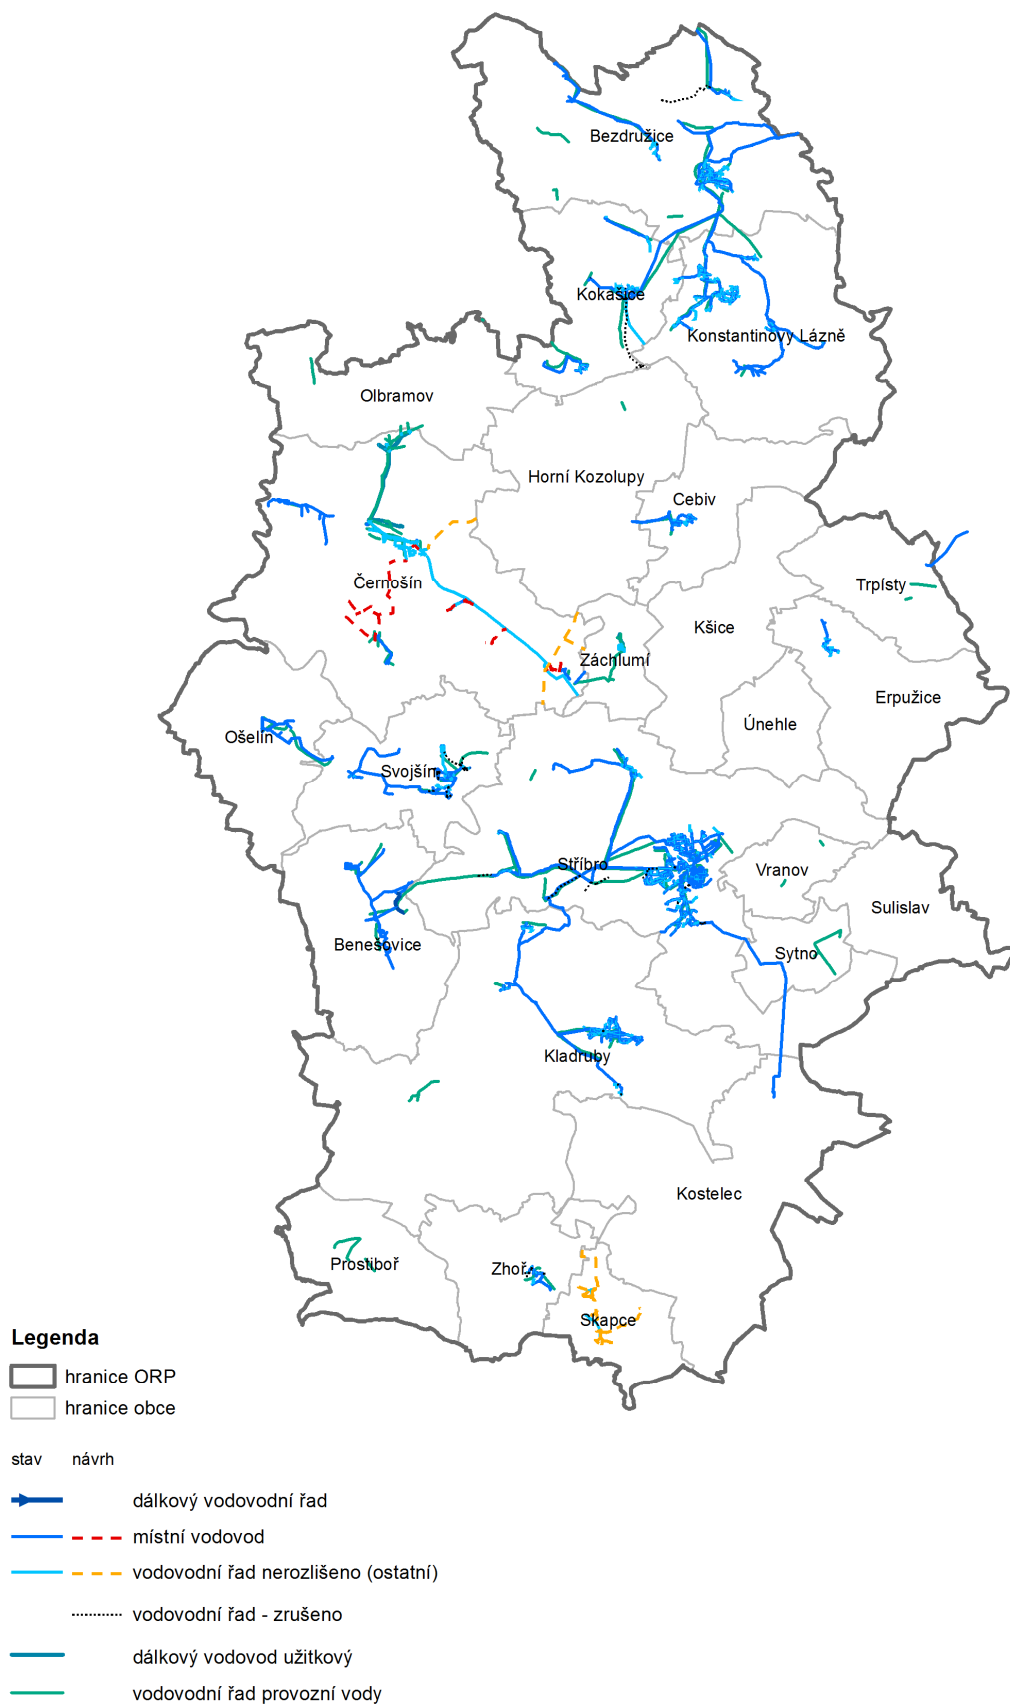 Bezdružice
Kokašice
Konstantinovy Lázně
Olbramov
Horní Kozolupy
Cebiv
Černošín
Trpísty
Kšice
Záchlumí
Erpužice
Únehle
Ošelín
Svojšín
Stříbro
Vranov
Sulislav
Benešovice
Sytno
Kladruby
Kostelec
Prostiboř
Zhoř
Skapce
Legenda
hranice ORP
hranice obce
stav návrh
dálkový vodovodní řad
místní vodovod
vodovodní řad nerozlišeno (ostatní)
vodovodní řad - zrušeno
dálkový vodovod užitkový
vodovodní řad provozní vody